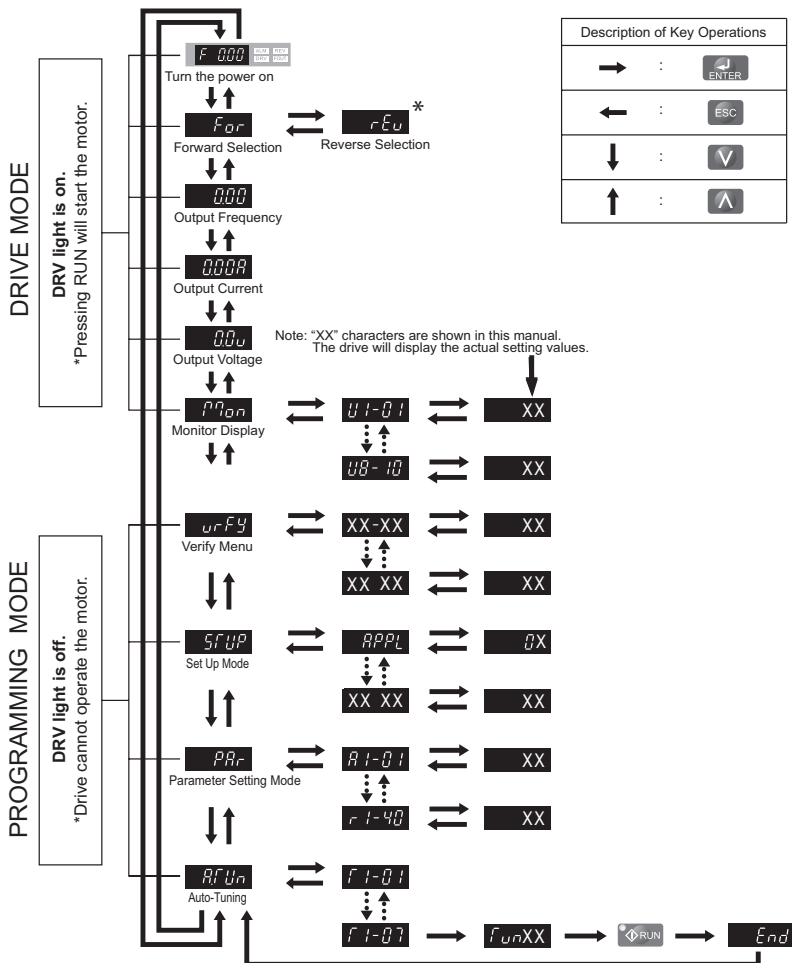 Description of Key Operations
→ : ENTER
← : ESC
↓ : V
↑ : Λ
DRIVE MODE
DRV light is on.
*Pressing RUN will start the motor.
F 0.00 ALM REV DRV FOUT
Turn the power on
For
Forward Selection
rEv *
Reverse Selection
0.00
Output Frequency
0.00A
Output Current
0.0v
Output Voltage
Note: “XX” characters are shown in this manual.
The drive will display the actual setting values.
Mon
Monitor Display
U1-01 XX
U8-10 XX
PROGRAMMING MODE
DRV light is off.
*Drive cannot operate the motor.
vrFY
Verify Menu
XX-XX XX
XX XX XX
STUP
Set Up Mode
APPL 0X
XX XX XX
PAr
Parameter Setting Mode
A1-01 XX
r1-40 XX
ATUn
Auto-Tuning
T1-01
T1-07 TunXX RUN End